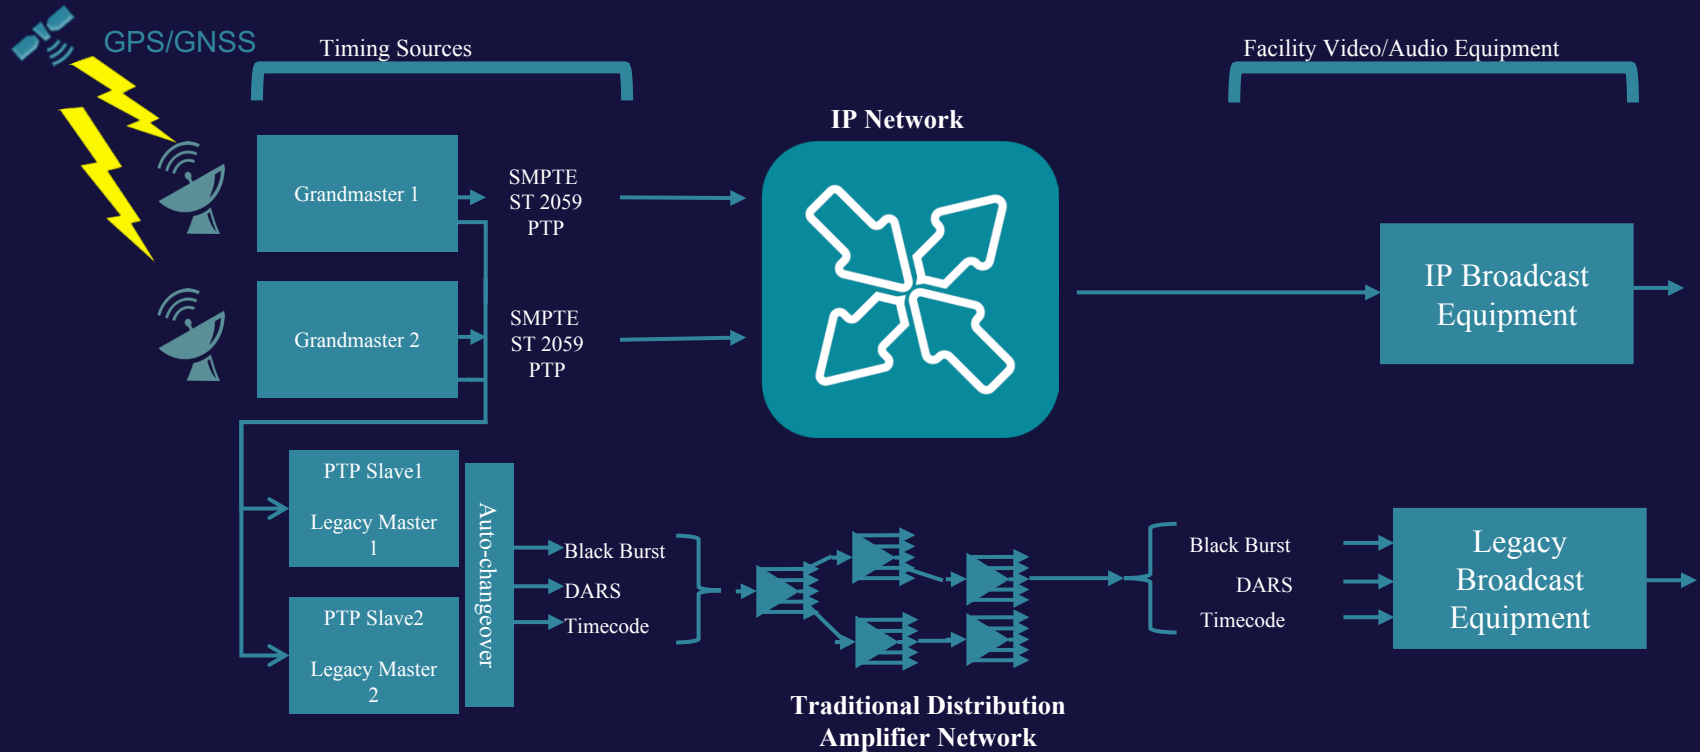 GPS/GNSS
Timing Sources
Facility Video/Audio Equipment
IP Network
Grandmaster 1
SMPTE
ST 2059
PTP
Grandmaster 2
SMPTE
ST 2059
PTP
IP Broadcast
Equipment
PTP Slave1
Legacy Master
1
PTP Slave2
Legacy Master
2
Auto-changeover
Black Burst
DARS
Timecode
Black Burst
DARS
Timecode
Legacy
Broadcast
Equipment
Traditional Distribution
Amplifier Network